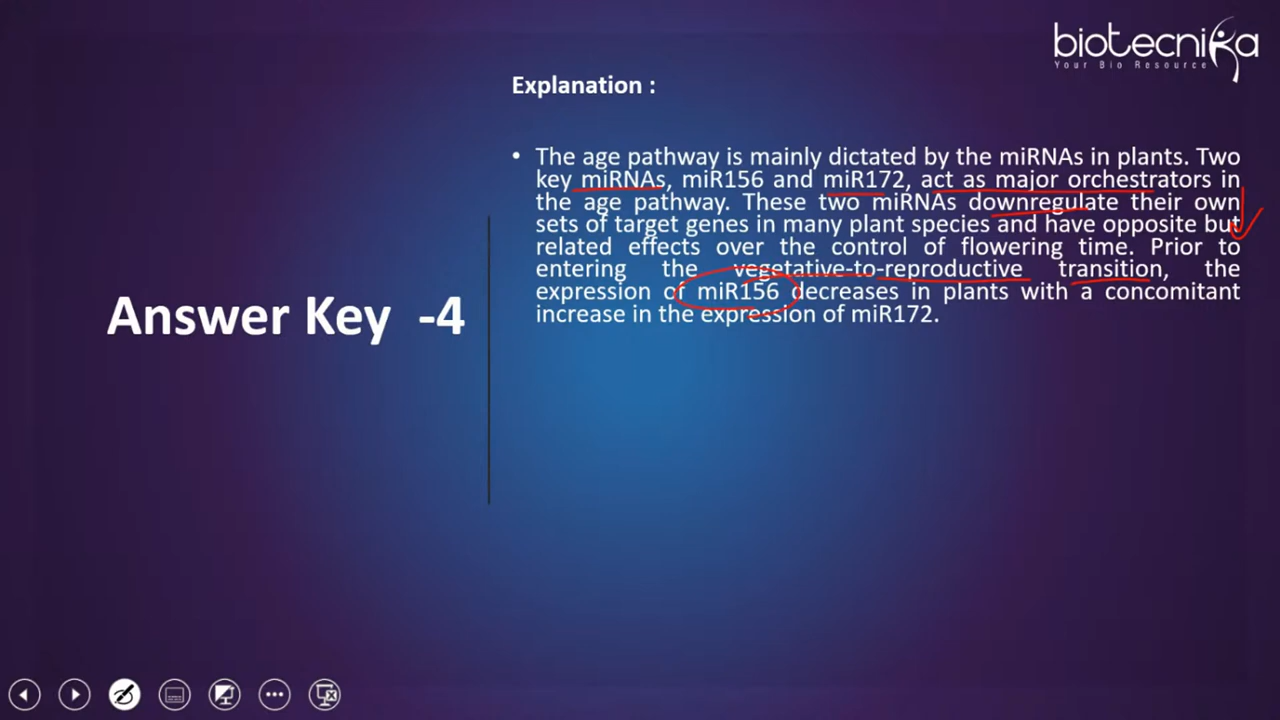 biotecnika
Your Bio Resource
Explanation :
• The age pathway is mainly dictated by the miRNAs in plants. Two
key miRNAs, miR156 and miR172, act as major orchestrators in
the age pathway. These two miRNAs downregulate their own
sets of target genes in many plant species and have opposite but
related effects over the control of flowering time. Prior to
entering the vegetative-to-reproductive transition, the
expression of miR156 decreases in plants with a concomitant
increase in the expression of miR172.
Answer Key -4